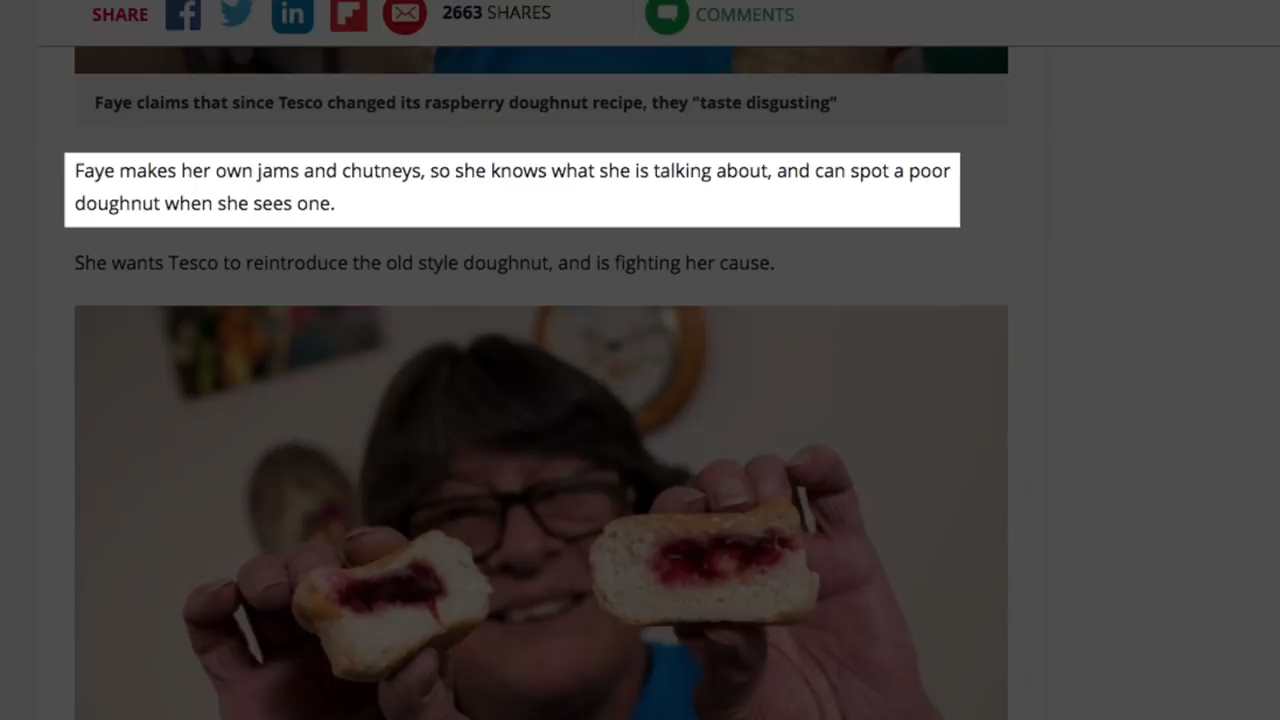 SHARE 2663 SHARES COMMENTS
Faye claims that since Tesco changed its raspberry doughnut recipe, they "taste disgusting"
Faye makes her own jams and chutneys, so she knows what she is talking about, and can spot a poor
doughnut when she sees one.
She wants Tesco to reintroduce the old style doughnut, and is fighting her cause.